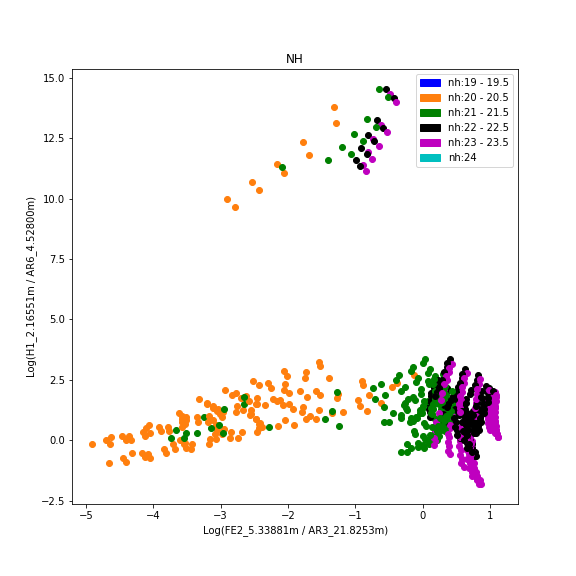 NH
15.0
12.5
10.0
7.5
5.0
2.5
0.0
−2.5
Log(H1_2.16551m / AR6_4.52800m)
nh:19 - 19.5
nh:20 - 20.5
nh:21 - 21.5
nh:22 - 22.5
nh:23 - 23.5
nh:24
−5 −4 −3 −2 −1 0 1
Log(FE2_5.33881m / AR3_21.8253m)